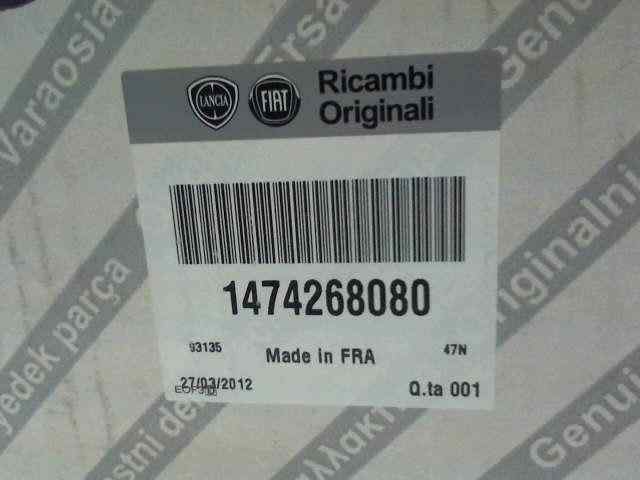 Varaosia
Ersa
Genu
LANCIA
FIAT
Ricambi
Originali
1474268080
93135
Made in FRA
47N
27/03/2012
Q.ta 001
yedek parça
originalni
Genui